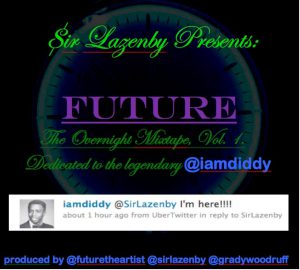 $ir Lazenby Presents:
FUTURE
The Overnight Mixtape, Vol. 1.
Dedicated to the legendary @iamdiddy
iamdiddy @SirLazenby I'm here!!!!
about 1 hour ago from UberTwitter in reply to SirLazenby
produced by @futuretheartist @sirlazenby @gradywoodruff